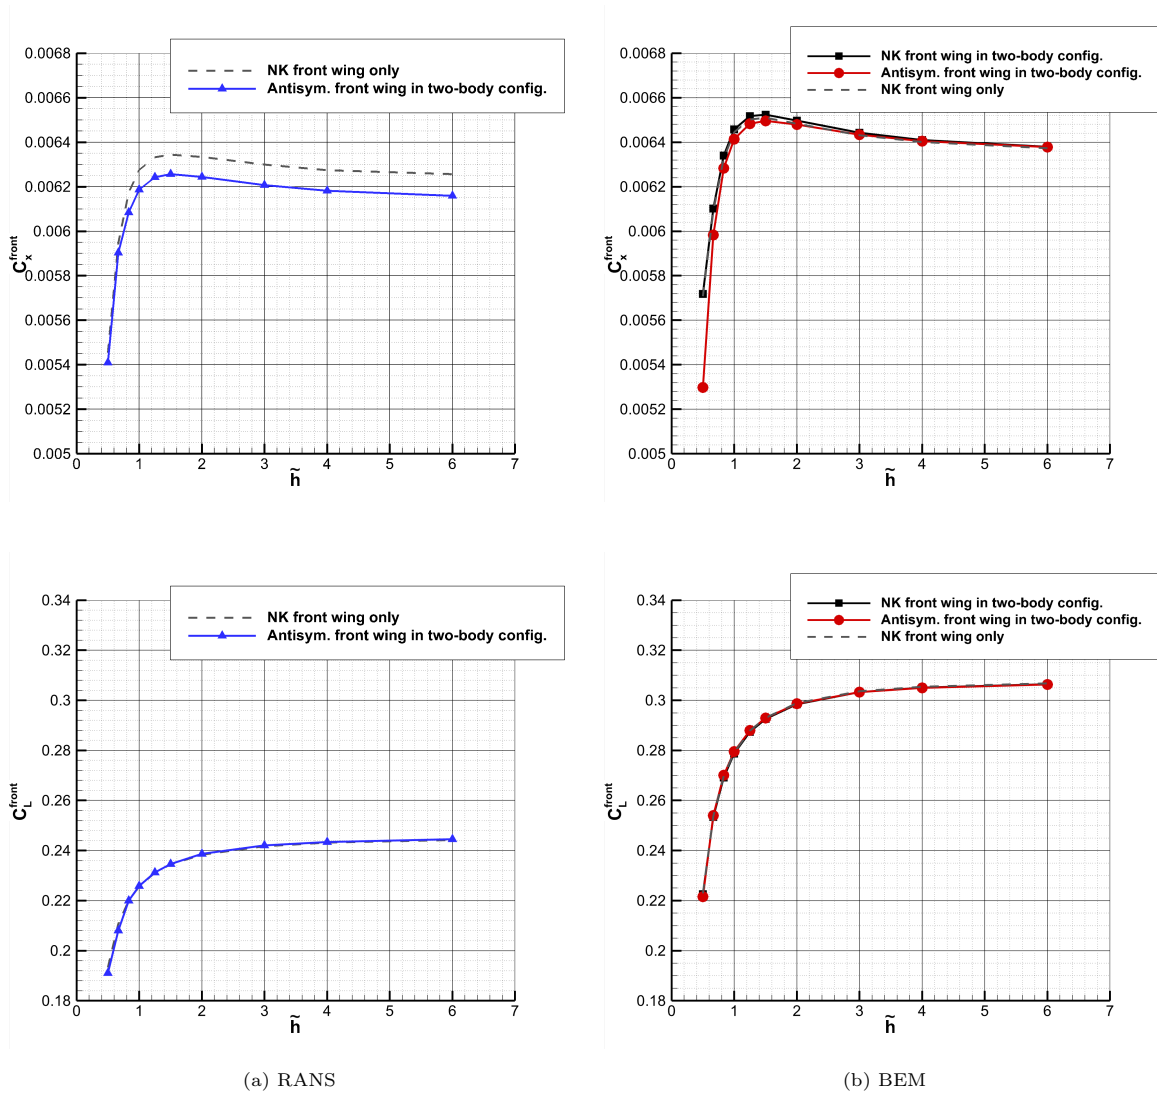 NK front wing only
Antisym. front wing in two-body config.
0.0068
0.0066
0.0064
0.0062
0.006
0.0058
0.0056
0.0054
0.0052
0.005
C_x^front
0 1 2 3 4 5 6 7
h̃
NK front wing in two-body config.
Antisym. front wing in two-body config.
NK front wing only
0.0068
0.0066
0.0064
0.0062
0.006
0.0058
0.0056
0.0054
0.0052
0.005
C_x^front
0 1 2 3 4 5 6 7
h̃
NK front wing only
Antisym. front wing in two-body config.
0.34
0.32
0.3
0.28
0.26
0.24
0.22
0.2
0.18
C_L^front
0 1 2 3 4 5 6 7
h̃
NK front wing in two-body config.
Antisym. front wing in two-body config.
NK front wing only
0.34
0.32
0.3
0.28
0.26
0.24
0.22
0.2
0.18
C_L^front
0 1 2 3 4 5 6 7
h̃
(a) RANS
(b) BEM